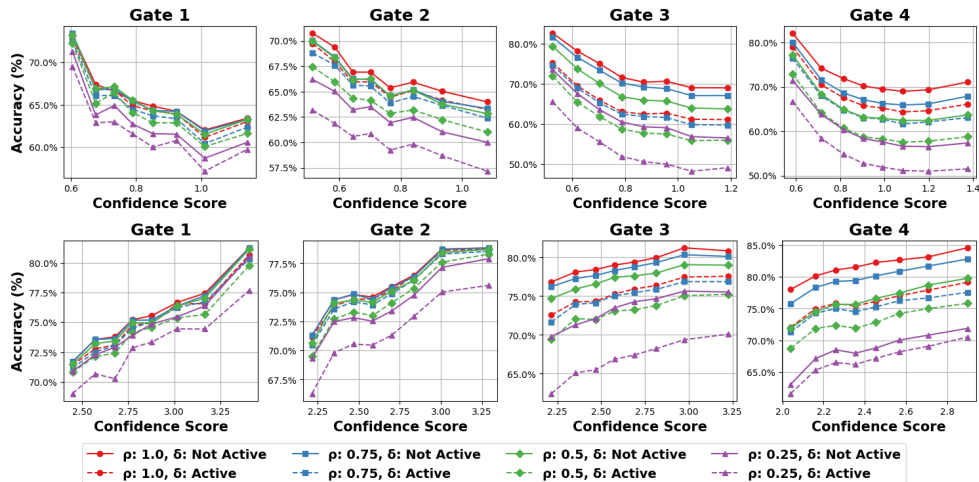 Gate 1
Gate 2
Gate 3
Gate 4
Accuracy (%)
70.0%
65.0%
60.0%
0.6
0.8
1.0
Confidence Score
70.0%
67.5%
65.0%
62.5%
60.0%
57.5%
0.6
0.8
1.0
Confidence Score
80.0%
70.0%
60.0%
50.0%
0.6
0.8
1.0
1.2
Confidence Score
80.0%
70.0%
60.0%
50.0%
0.6
0.8
1.0
1.2
1.4
Confidence Score
Gate 1
Gate 2
Gate 3
Gate 4
Accuracy (%)
80.0%
77.5%
75.0%
72.5%
70.0%
2.50
2.75
3.00
3.25
Confidence Score
77.5%
75.0%
72.5%
70.0%
67.5%
2.25
2.50
2.75
3.00
3.25
Confidence Score
80.0%
75.0%
70.0%
65.0%
2.25
2.50
2.75
3.00
3.25
Confidence Score
85.0%
80.0%
75.0%
70.0%
65.0%
2.0
2.2
2.4
2.6
2.8
Confidence Score
ρ: 1.0, δ: Not Active
ρ: 0.75, δ: Not Active
ρ: 0.5, δ: Not Active
ρ: 0.25, δ: Not Active
ρ: 1.0, δ: Active
ρ: 0.75, δ: Active
ρ: 0.5, δ: Active
ρ: 0.25, δ: Active